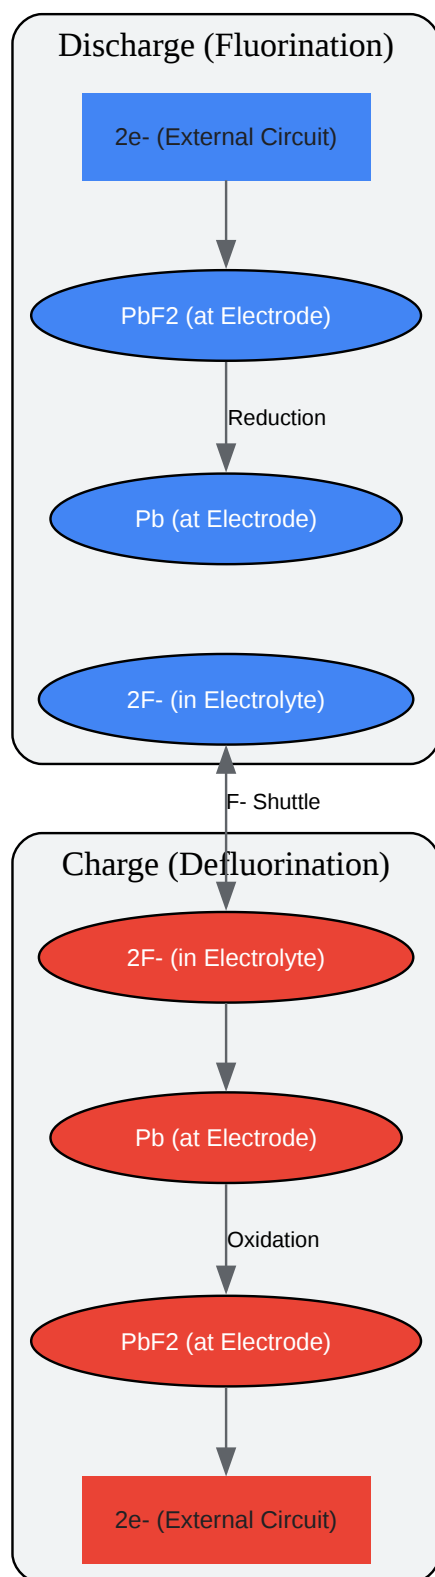 Discharge (Fluorination)
2e- (External Circuit)
PbF2 (at Electrode)
Reduction
Pb (at Electrode)
2F- (in Electrolyte)
F- Shuttle
Charge (Defluorination)
2F- (in Electrolyte)
Pb (at Electrode)
Oxidation
PbF2 (at Electrode)
2e- (External Circuit)